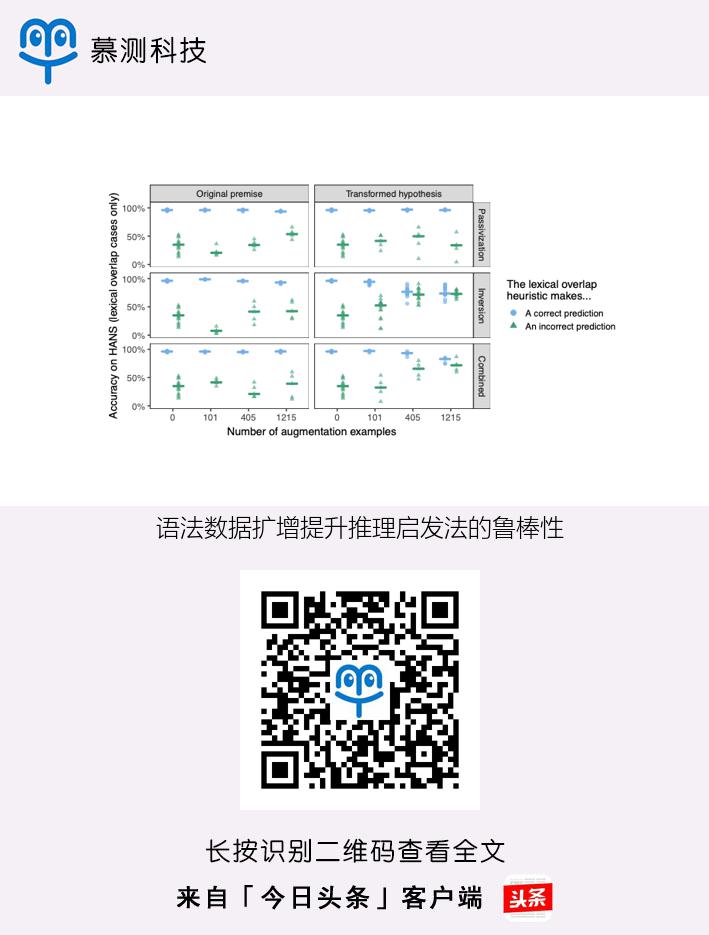 慕测科技
Original premise
Transformed hypothesis
Accuracy on HANS (lexical overlap cases only)
100%
50%
0%
Passivization
100%
50%
0%
Inversion
100%
50%
0%
Combined
0
101
405
1215
0
101
405
1215
Number of augmentation examples
The lexical overlap
heuristic makes...
A correct prediction
An incorrect prediction
语法数据扩增提升推理启发法的鲁棒性
长按识别二维码查看全文
来自「今日头条」客户端
头条